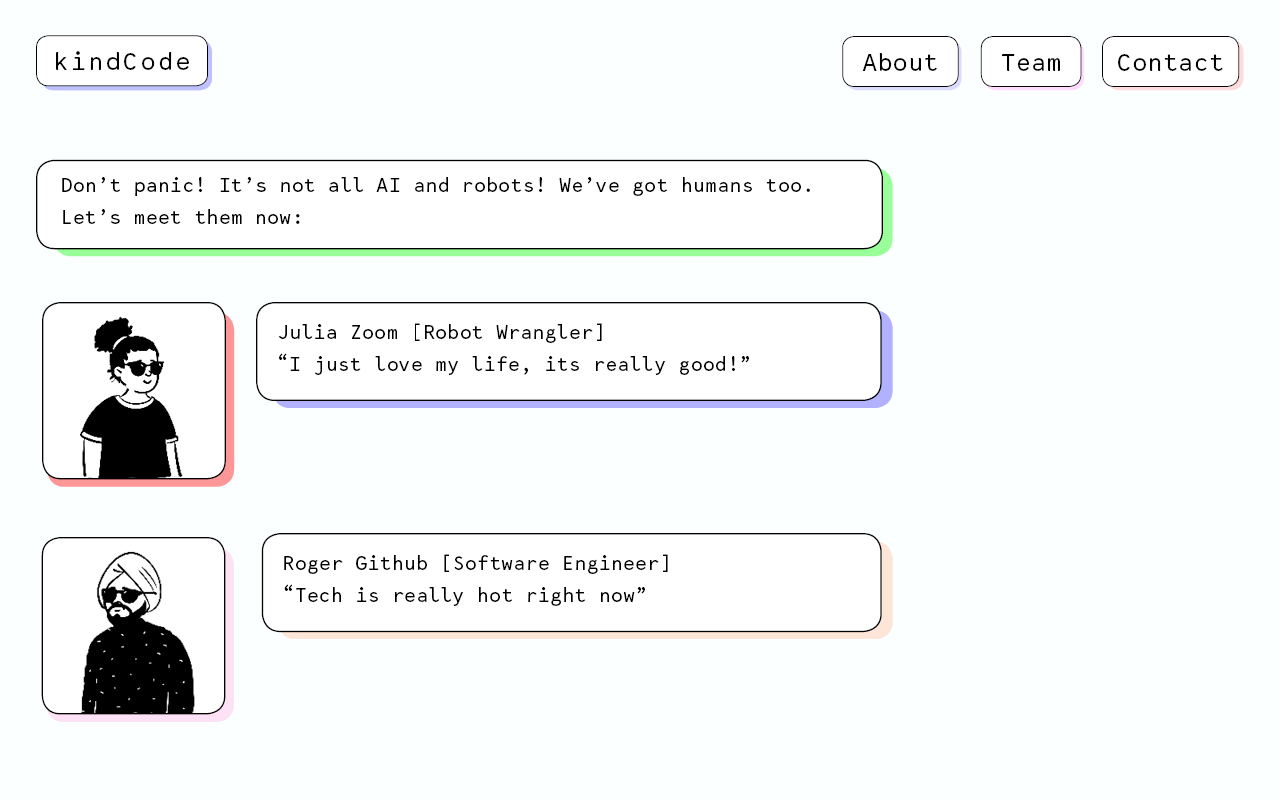 kindCode
About
Team
Contact
Don’t panic! It’s not all AI and robots! We’ve got humans too.
Let’s meet them now:
Julia Zoom [Robot Wrangler]
“I just love my life, its really good!”
Roger Github [Software Engineer]
“Tech is really hot right now”